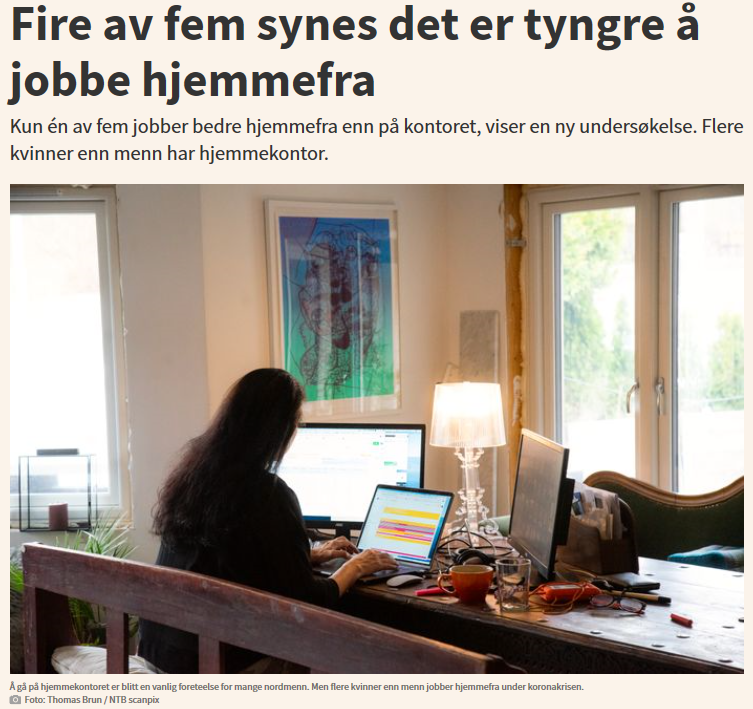 Fire av fem synes det er tyngre å
jobbe hjemmefra
Kun én av fem jobber bedre hjemmefra enn på kontoret, viser en ny undersøkelse. Flere
kvinner enn menn har hjemmekontor.
Å gå på hjemmekontoret er blitt en vanlig foreteelse for mange nordmenn. Men flere kvinner enn menn jobber hjemmefra under koronakrisen.
Foto: Thomas Brun / NTB scanpix